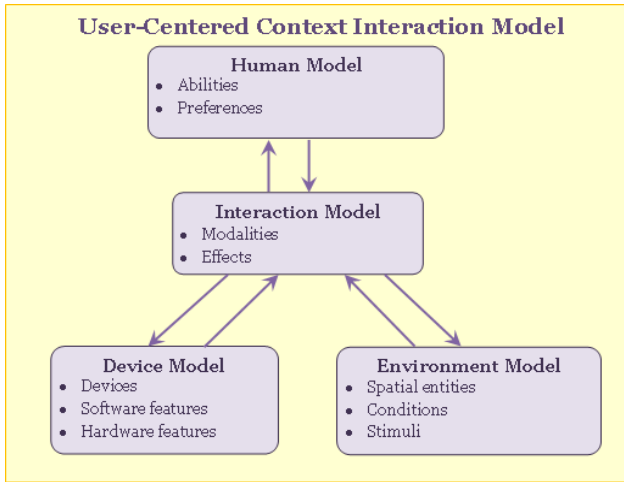 User-Centered Context Interaction Model
Human Model
• Abilities
• Preferences
Interaction Model
• Modalities
• Effects
Device Model
• Devices
• Software features
• Hardware features
Environment Model
• Spatial entities
• Conditions
• Stimuli